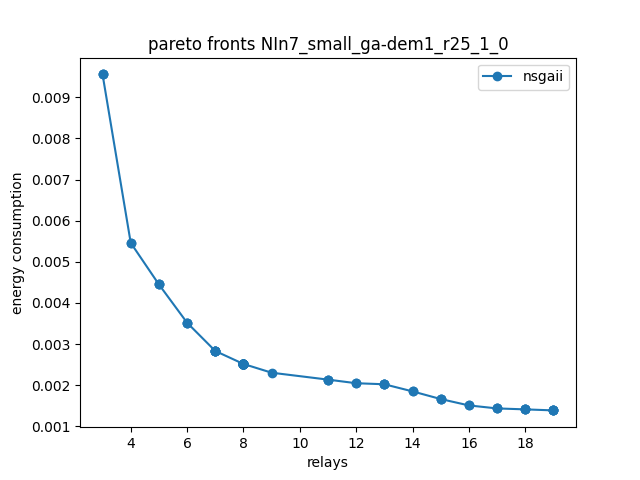 pareto fronts NIn7_small_ga-dem1_r25_1_0
nsgaii
0.009
0.008
0.007
0.006
0.005
0.004
0.003
0.002
0.001
energy consumption
4 6 8 10 12 14 16 18
relays